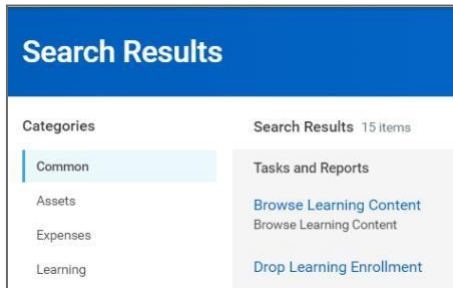 Search Results
Categories
Common
Assets
Expenses
Learning
Search Results 15 items
Tasks and Reports
Browse Learning Content
Browse Learning Content
Drop Learning Enrollment